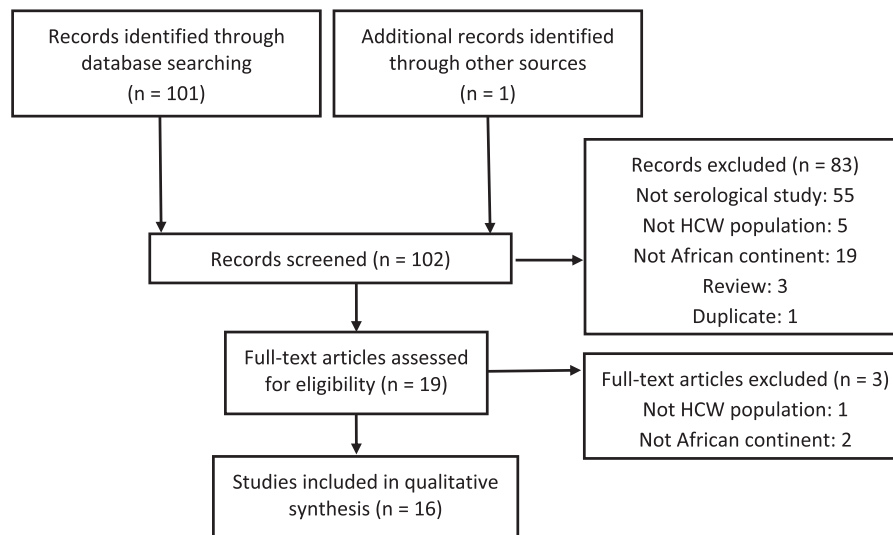 Records identified through
database searching
(n = 101)
Additional records identified
through other sources
(n = 1)
Records excluded (n = 83)
Not serological study: 55
Not HCW population: 5
Not African continent: 19
Review: 3
Duplicate: 1
Records screened (n = 102)
Full-text articles assessed
for eligibility (n = 19)
Full-text articles excluded (n = 3)
Not HCW population: 1
Not African continent: 2
Studies included in qualitative
synthesis (n = 16)